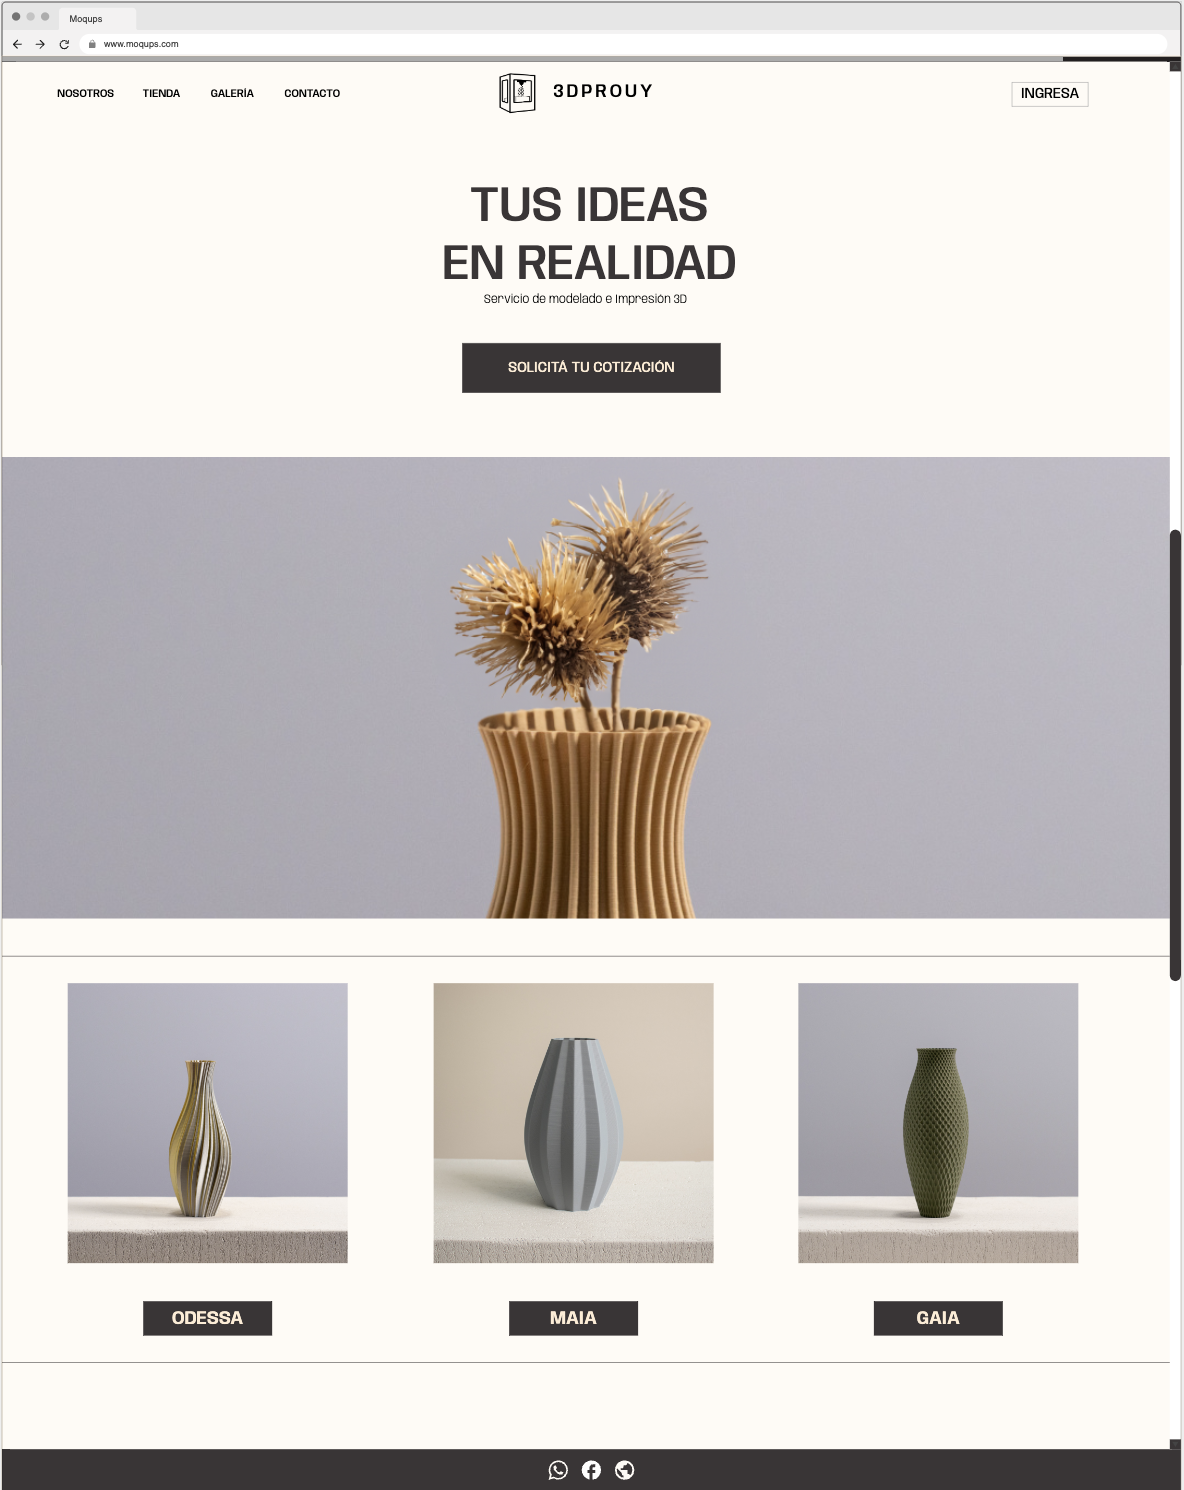 Moqups
www.moqups.com
NOSOTROS TIENDA GALERÍA CONTACTO
3DPROUY
INGRESA
TUS IDEAS
EN REALIDAD
Servicio de modelado e Impresión 3D
SOLICITÁ TU COTIZACIÓN
ODESSA
MAIA
GAIA